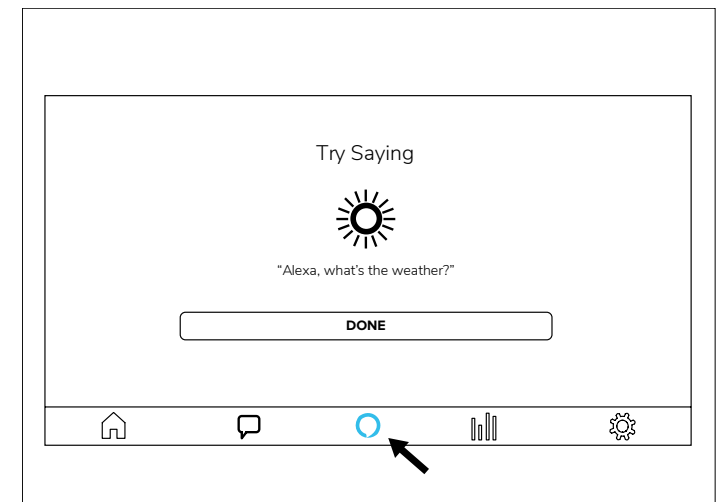 Try Saying
“Alexa, what’s the weather?”
DONE